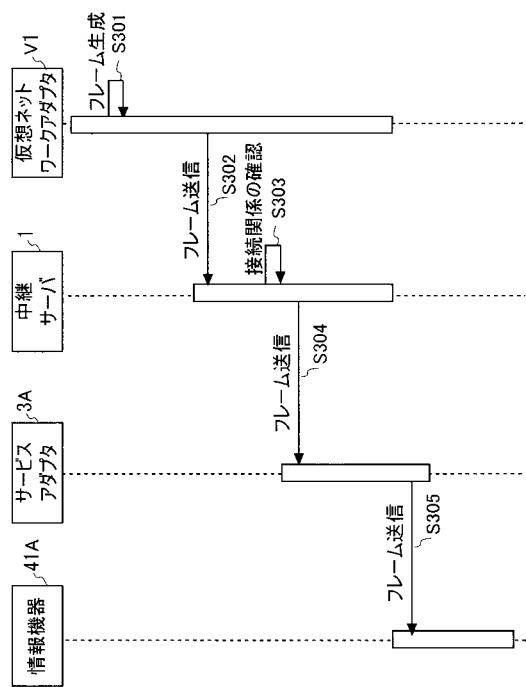 情報機器
41A
サービス
アダプタ
3A
中継
サーバ
1
仮想ネット
ワークアダプタ
V1
フレーム生成
S301
フレーム送信
S302
接続関係の確認
S303
フレーム送信
S304
フレーム送信
S305